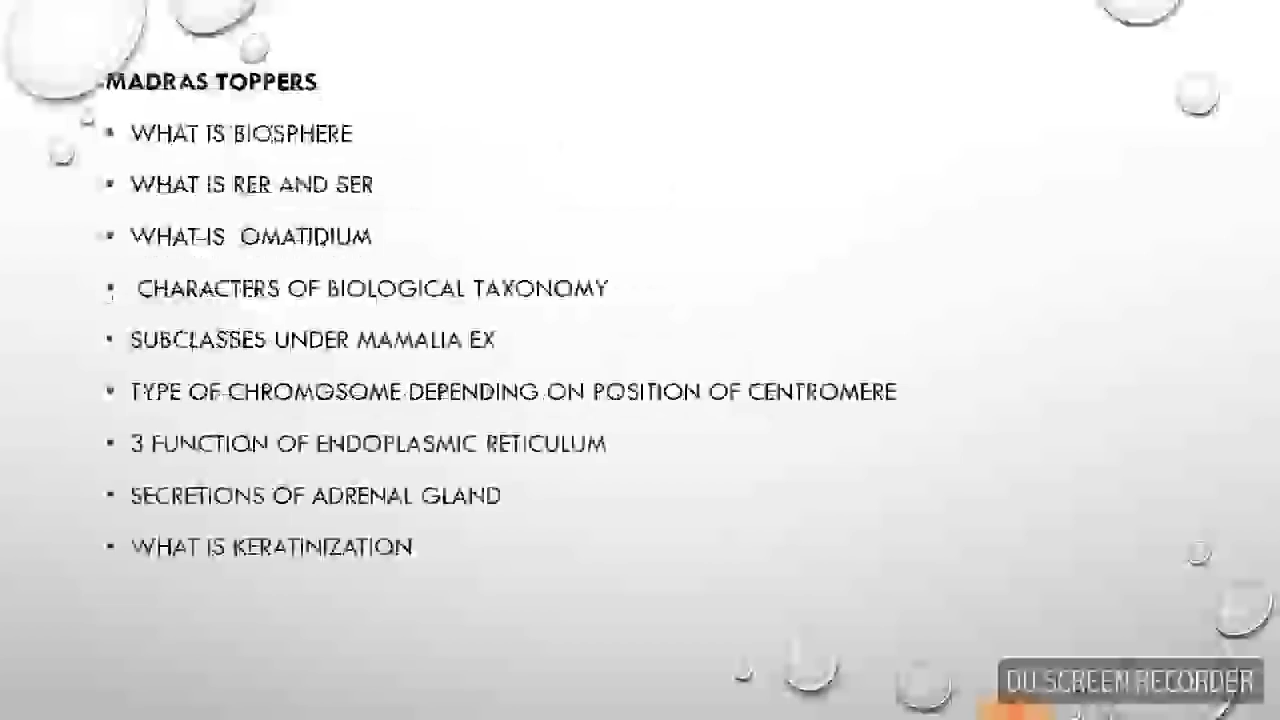 MADRAS TOPPERS
• WHAT IS BIOSPHERE
• WHAT IS RER AND SER
• WHAT IS OMATIDIUM
• CHARACTERS OF BIOLOGICAL TAXONOMY
• SUBCLASSES UNDER MAMALIA EX
• TYPE OF CHROMOSOME DEPENDING ON POSITION OF CENTROMERE
• 3 FUNCTION OF ENDOPLASMIC RETICULUM
• SECRETIONS OF ADRENAL GLAND
• WHAT IS KERATINIZATION
DU SCREEN RECORDER